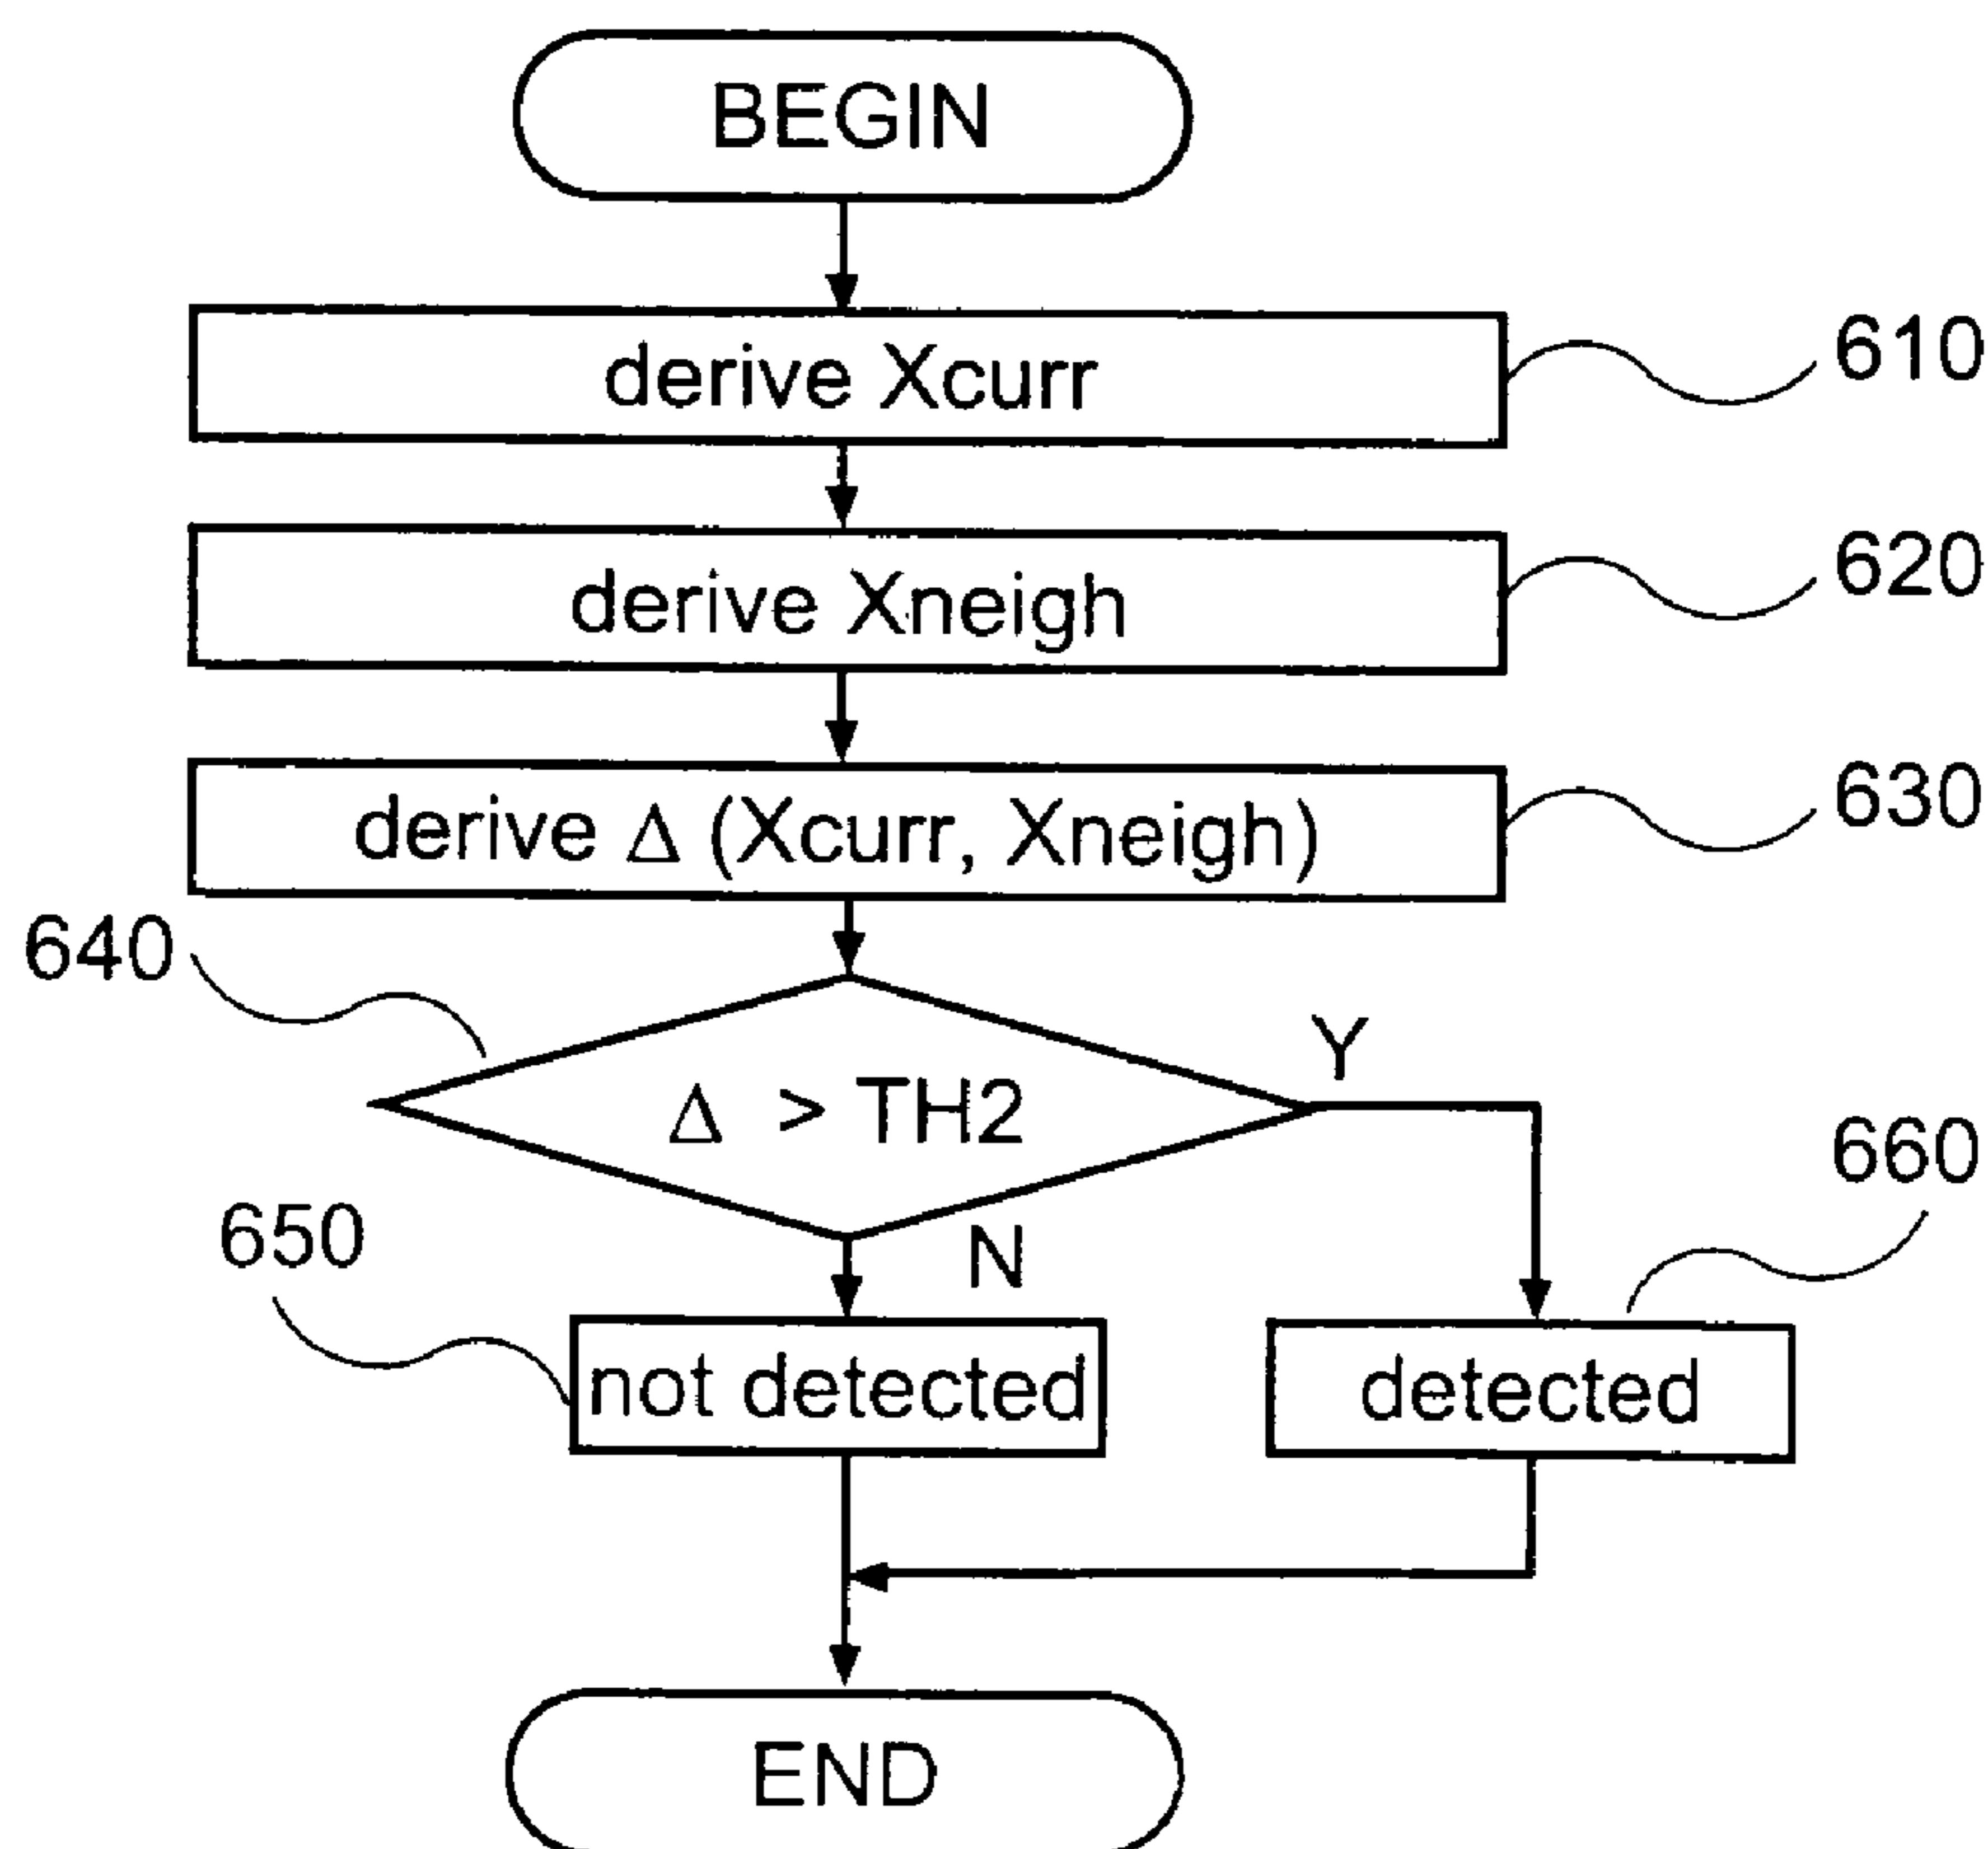 BEGIN
derive Xcurr
610
derive Xneigh
620
derive Δ (Xcurr, Xneigh)
630
640
Δ > TH2
Y
N
650
660
not detected
detected
END